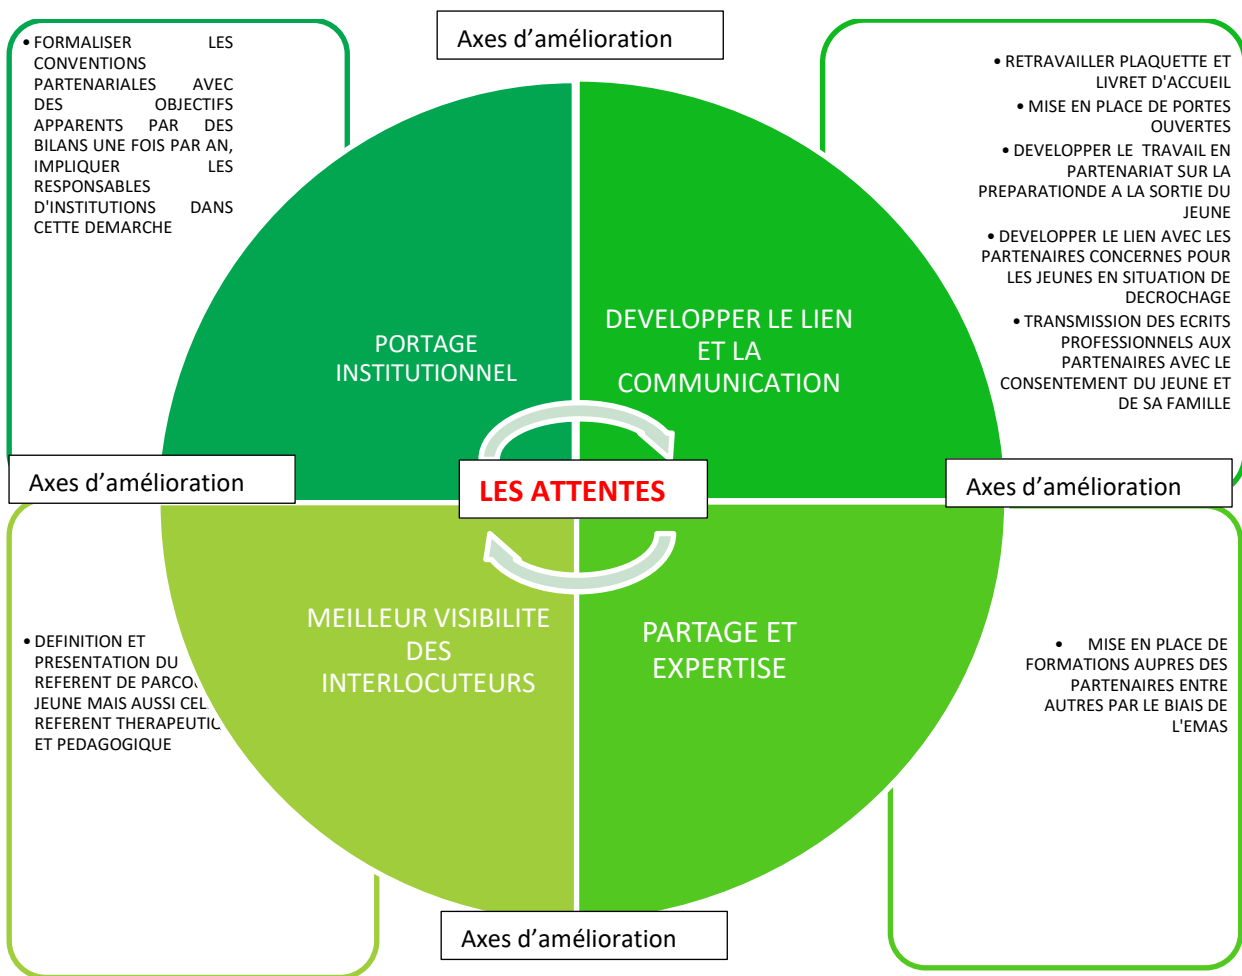 Axes d'amélioration
• FORMALISER LES
CONVENTIONS
PARTENARIALES AVEC
DES OBJECTIFS
APPARENTS PAR DES
BILANS UNE FOIS PAR AN,
IMPLIQUER LES
RESPONSABLES
D'INSTITUTIONS DANS
CETTE DEMARCHE
• RETRAVAILLER PLAQUETTE ET
LIVRET D'ACCUEIL
• MISE EN PLACE DE PORTES
OUVERTES
• DEVELOPPER LE TRAVAIL EN
PARTENARIAT SUR LA
PREPARATIONDE A LA SORTIE DU
JEUNE
• DEVELOPPER LE LIEN AVEC LES
PARTENAIRES CONCERNES POUR
LES JEUNES EN SITUATION DE
DECROCHAGE
• TRANSMISSION DES ECRITS
PROFESSIONNELS AUX
PARTENAIRES AVEC LE
CONSENTEMENT DU JEUNE ET
DE SA FAMILLE
PORTAGE
INSTITUTIONNEL
DEVELOPPER LE LIEN
ET LA
COMMUNICATION
Axes d'amélioration
LES ATTENTES
Axes d'amélioration
MEILLEUR VISIBILITE
DES
INTERLOCUTEURS
PARTAGE ET
EXPERTISE
• DEFINITION ET
PRESENTATION DU
REFERENT DE
JEUNE MAIS AUSSI
REFERENT
ET PEDAGOGIQUE
• MISE EN PLACE DE
FORMATIONS AUPRES DES
PARTENAIRES ENTRE
AUTRES PAR LE BIAIS DE
L'EMAS
Axes d'amélioration